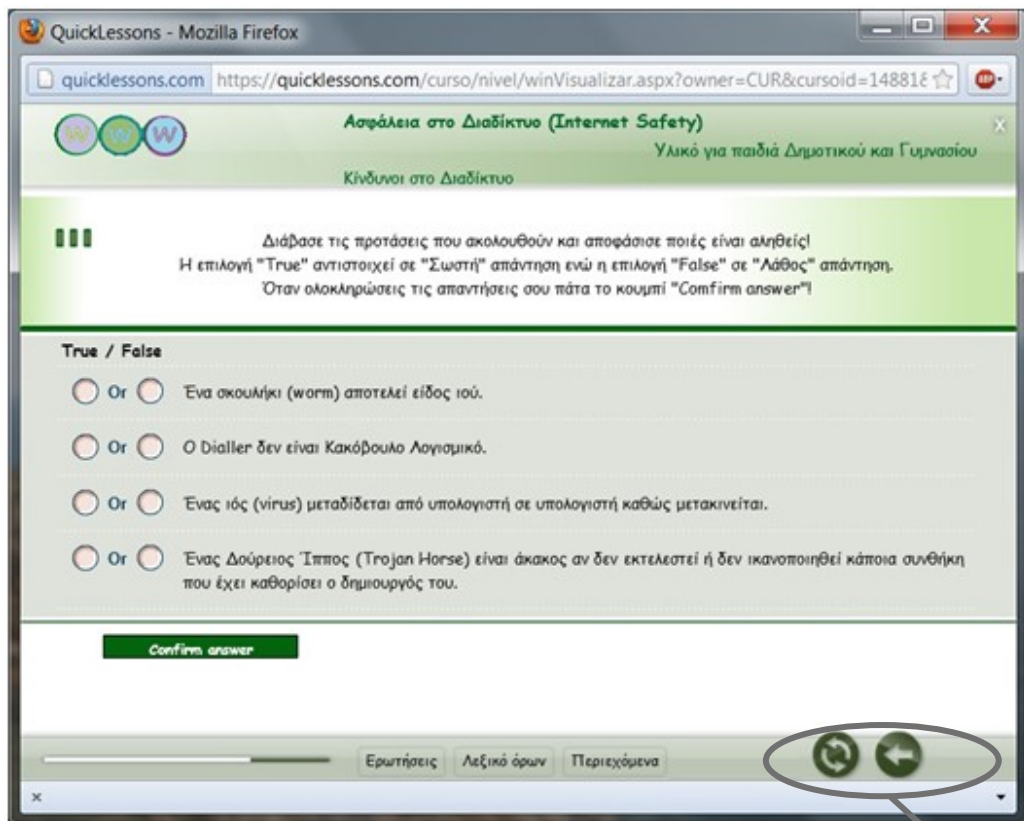 QuickLessons - Mozilla Firefox
quicklessons.com https://quicklessons.com/curso/nivel/winVisualizar.aspx?owner=CUR&cursoid=148818
ABP
W W W
Ασφάλεια στο Διαδίκτυο (Internet Safety)
Υλικό για παιδιά Δημοτικού και Γυμνασίου
Κίνδυνοι στο Διαδίκτυο
Διάβασε τις προτάσεις που ακολουθούν και αποφάσισε ποιές είναι αληθείς!
Η επιλογή "True" αντιστοιχεί σε "Σωστή" απάντηση ενώ η επιλογή "False" σε "Λάθος" απάντηση.
Όταν ολοκληρώσεις τις απαντήσεις σου πάτα το κουμπί "Comfirm answer"!
True / False
Or Ένα σκουλήκι (worm) αποτελεί είδος ιού.
Or Ο Dialler δεν είναι Κακόβουλο Λογισμικό.
Or Ένας ιός (virus) μεταδίδεται από υπολογιστή σε υπολογιστή καθώς μετακινείται.
Or Ένας Δούρειος Ίππος (Trojan Horse) είναι άκακος αν δεν εκτελεστεί ή δεν ικανοποιηθεί κάποια συνθήκη
που έχει καθορίσει ο δημιουργός του.
Confirm answer
Ερωτήσεις Λεξικό όρων Περιεχόμενα